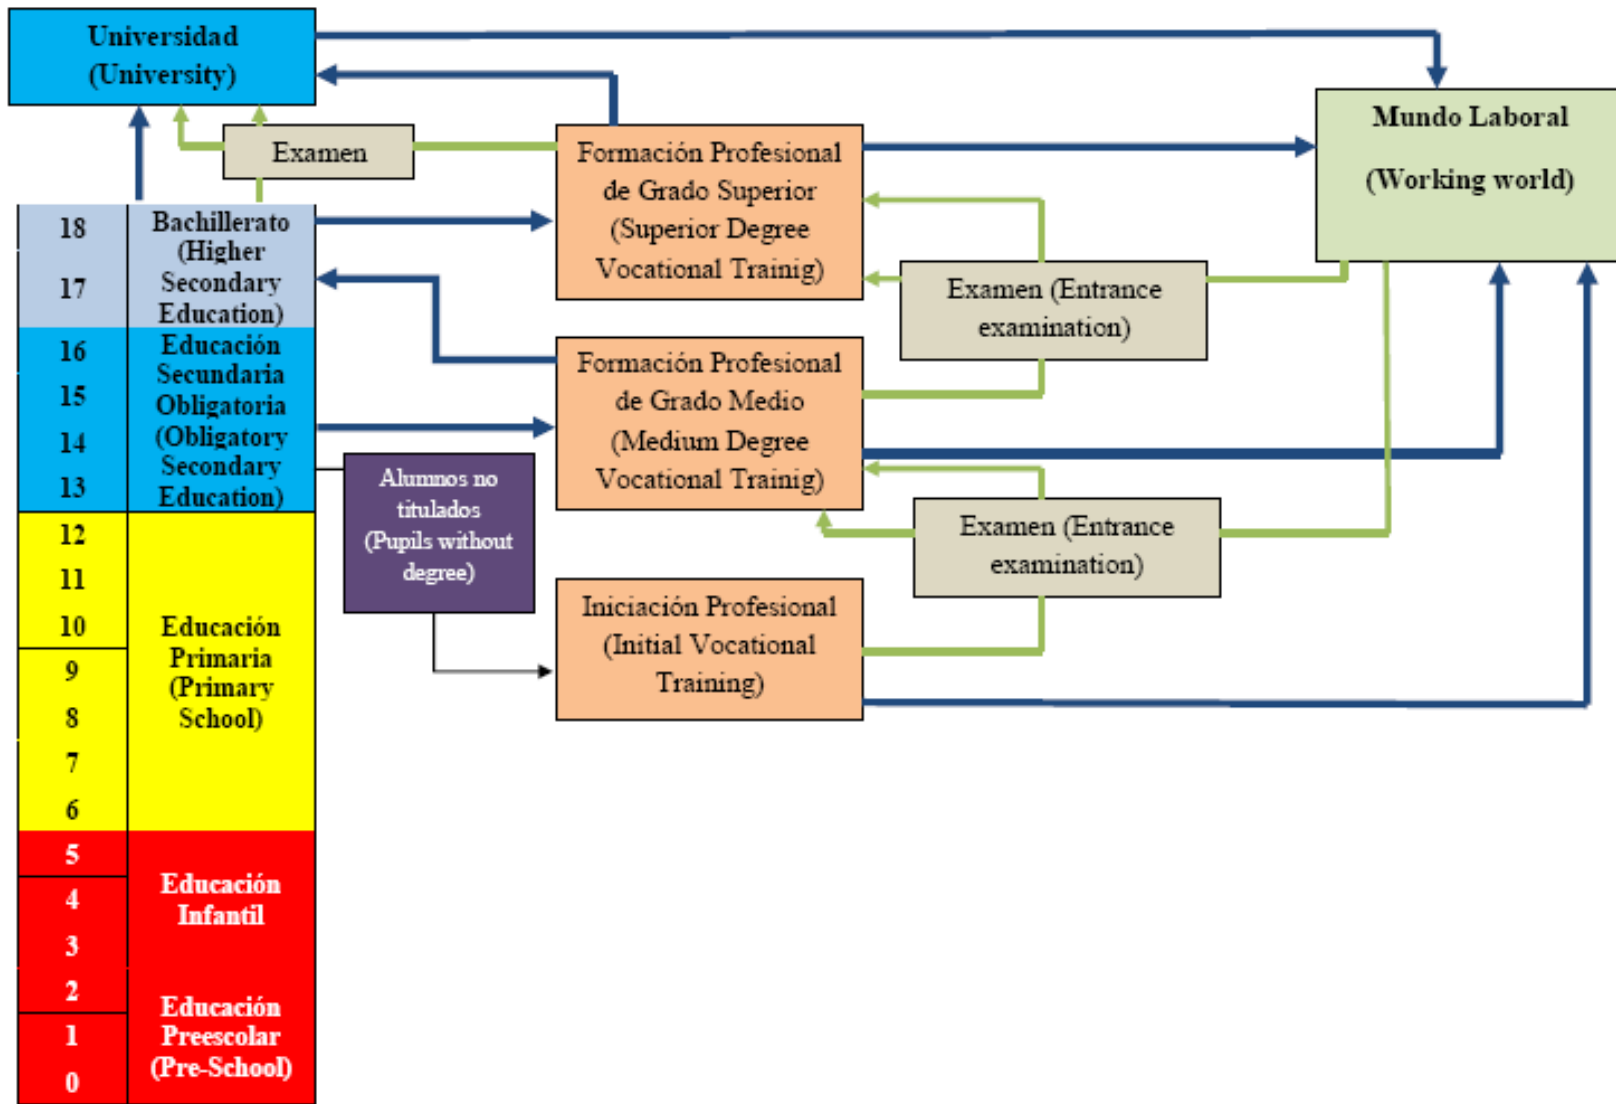 Universidad
(University)
Examen
Formación Profesional
de Grado Superior
(Superior Degree
Vocational Trainig)
Mundo Laboral
(Working world)
18
17
Bachillerato
(Higher
Secondary
Education)
Examen (Entrance
examination)
16
15
14
13
Educación
Secundaria
Obligatoria
(Obligatory
Secondary
Education)
Formación Profesional
de Grado Medio
(Medium Degree
Vocational Trainig)
Alumnos no
titulados
(Pupils without
degree)
Examen (Entrance
examination)
12
11
10
9
8
7
6
Educación
Primaria
(Primary
School)
Iniciación Profesional
(Initial Vocational
Training)
5
4
3
2
1
0
Educación
Infantil
Educación
Preescolar
(Pre-School)